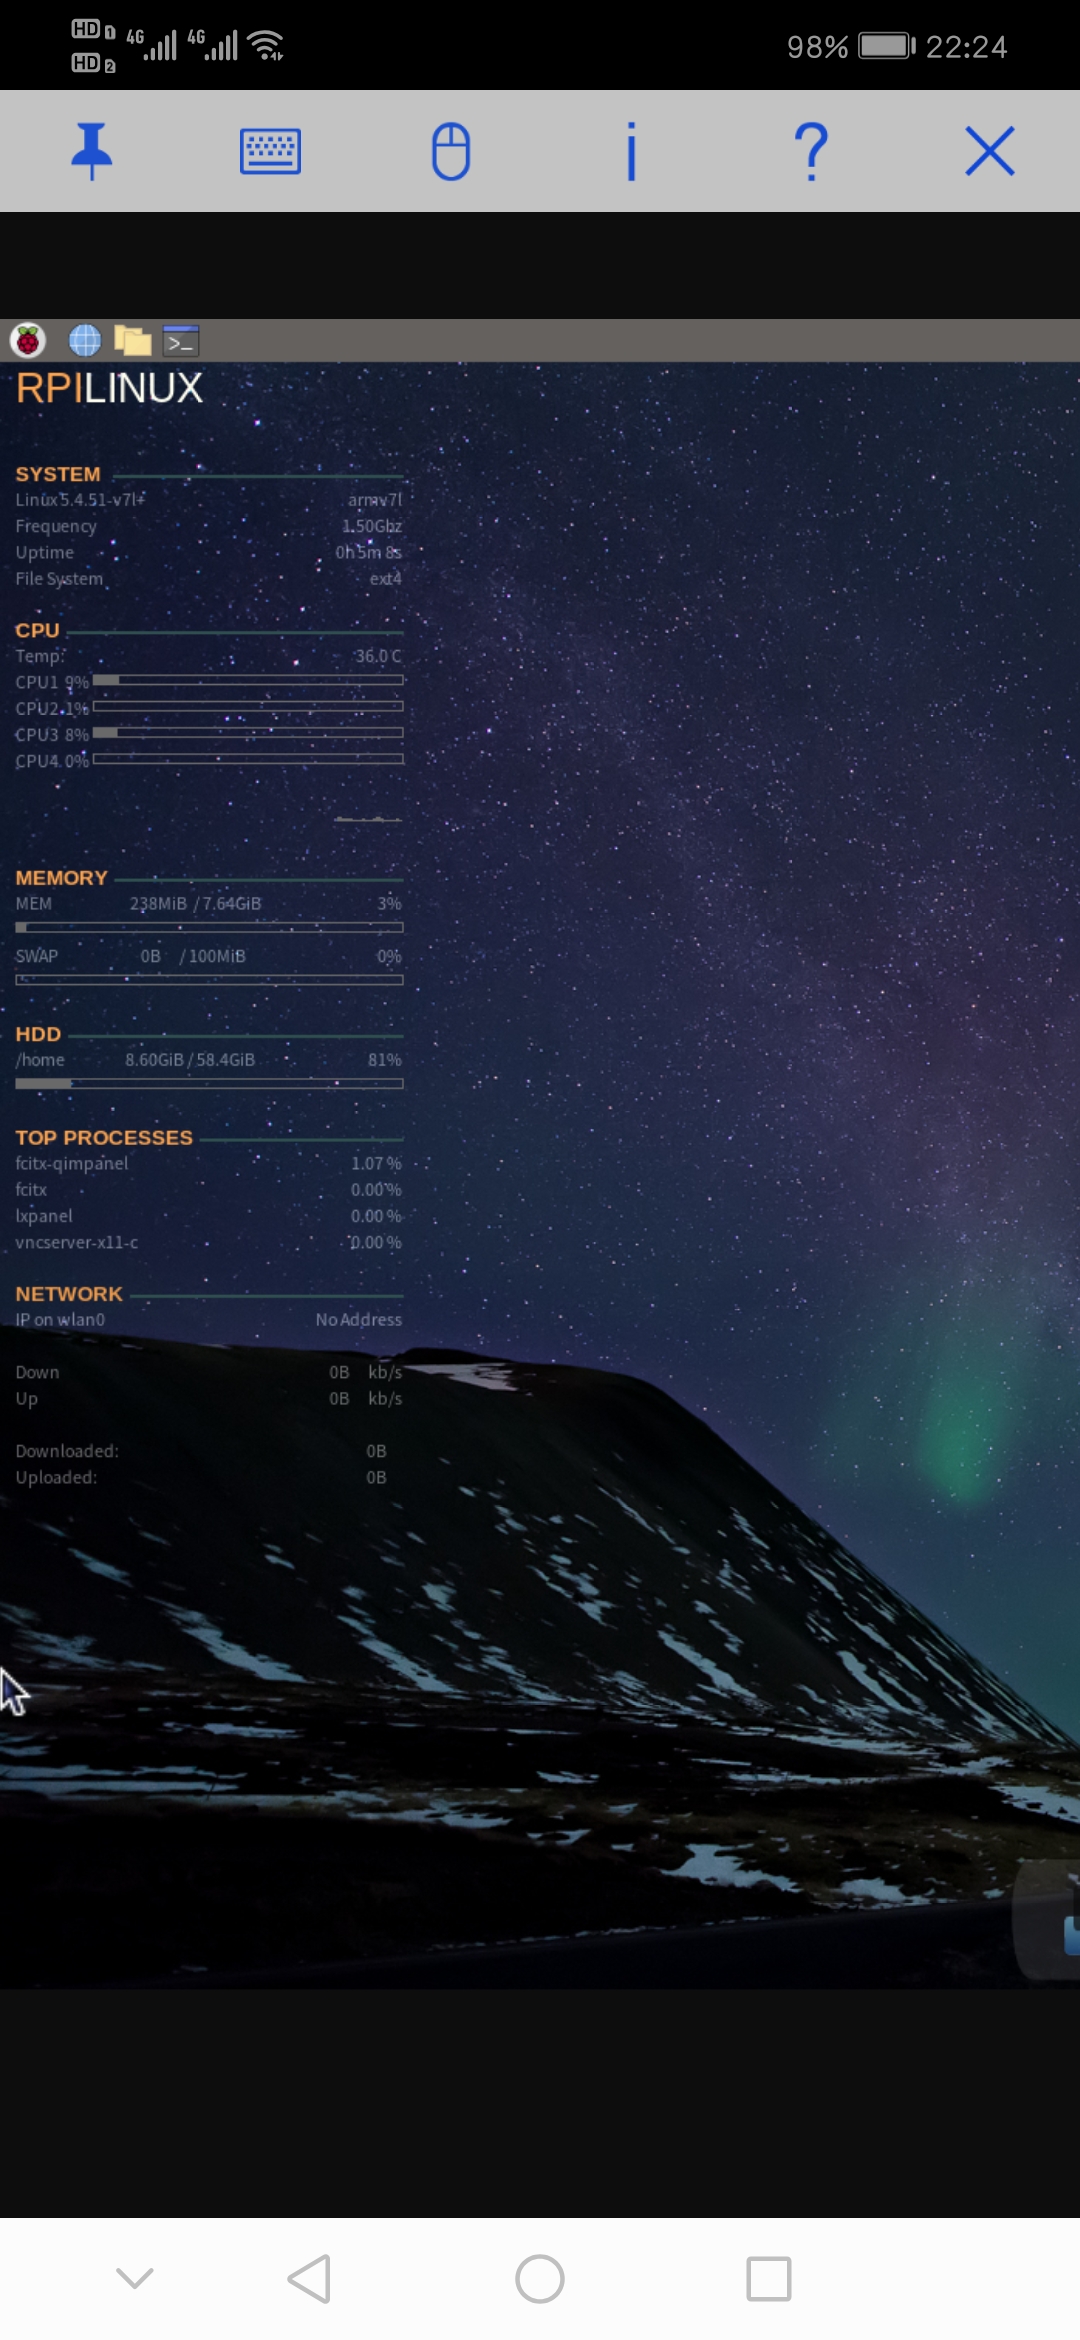 HD 1 4G 4G 98% 22:24
HD 2
RPILINUX
SYSTEM
Linux 5.4.51-v7l+ armv7l
Frequency 1.50Ghz
Uptime 0h 5m 8s
File System ext4
CPU
Temp: 36.0 C
CPU1 9%
CPU2 1%
CPU3 8%
CPU4 0%
MEMORY
MEM 238MiB / 7.64GiB 3%
SWAP 0B / 100MiB 0%
HDD
/home 8.60GiB / 58.4GiB 81%
TOP PROCESSES
fcitx-qimpanel 1.07 %
fcitx 0.00 %
lxpanel 0.00 %
vncserver-x11-c 0.00 %
NETWORK
IP on wlan0 No Address
Down 0B kb/s
Up 0B kb/s
Downloaded: 0B
Uploaded: 0B